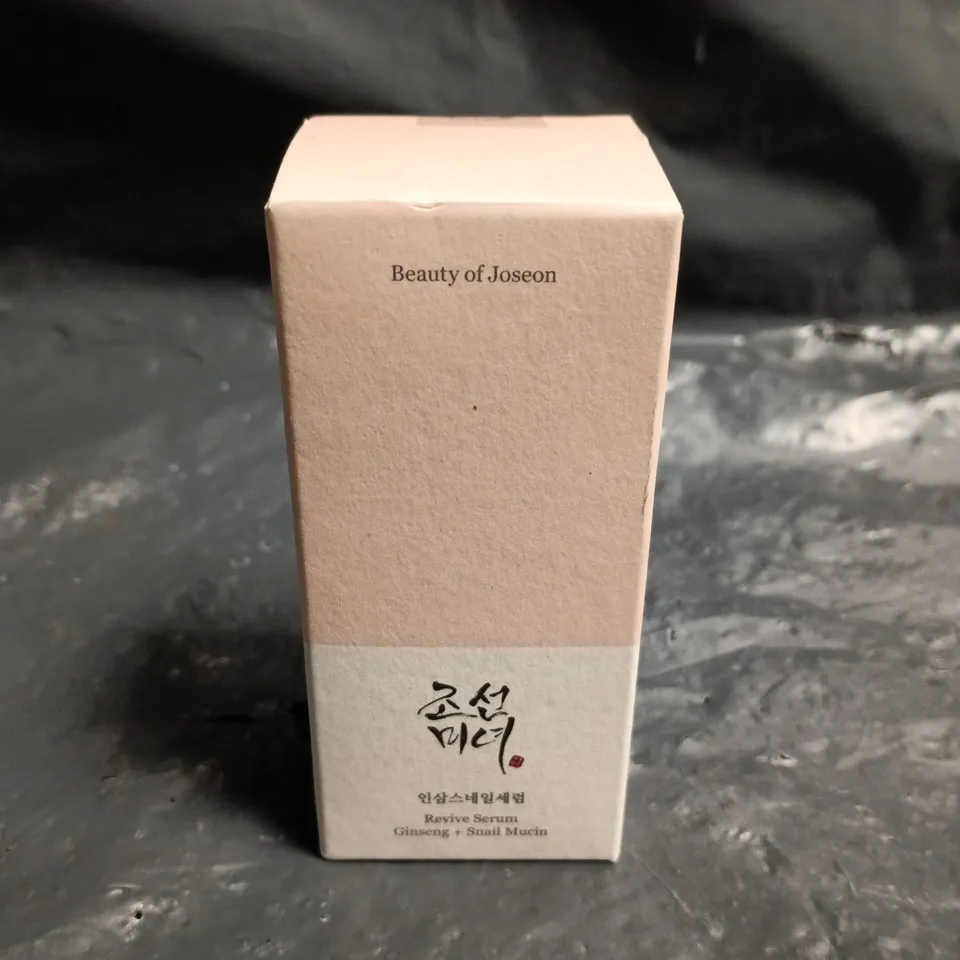 Beauty of Joseon
조선
미녀
인삼스네일세럼
Revive Serum
Ginseng + Snail Mucin